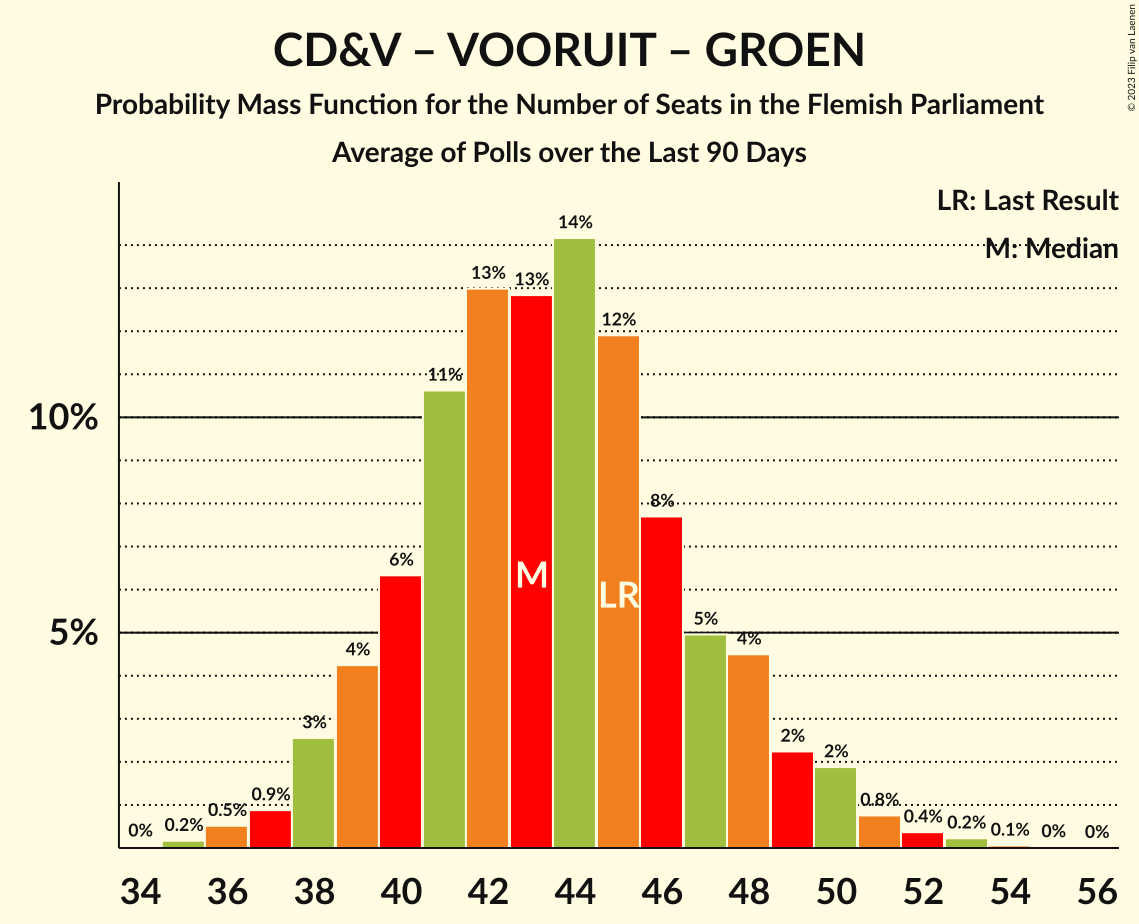 CD&V – VOORUIT – GROEN
Probability Mass Function for the Number of Seats in the Flemish Parliament
Average of Polls over the Last 90 Days
© 2023 Filip van Laenen
LR: Last Result
M: Median
14%
13%
13%
12%
11%
10%
8%
6%
M
LR
5%
5%
4%
4%
3%
2%
2%
0.9%
0.8%
0.5%
0.4%
0.2%
0.2%
0.1%
0%
0%
0%
34 36 38 40 42 44 46 48 50 52 54 56